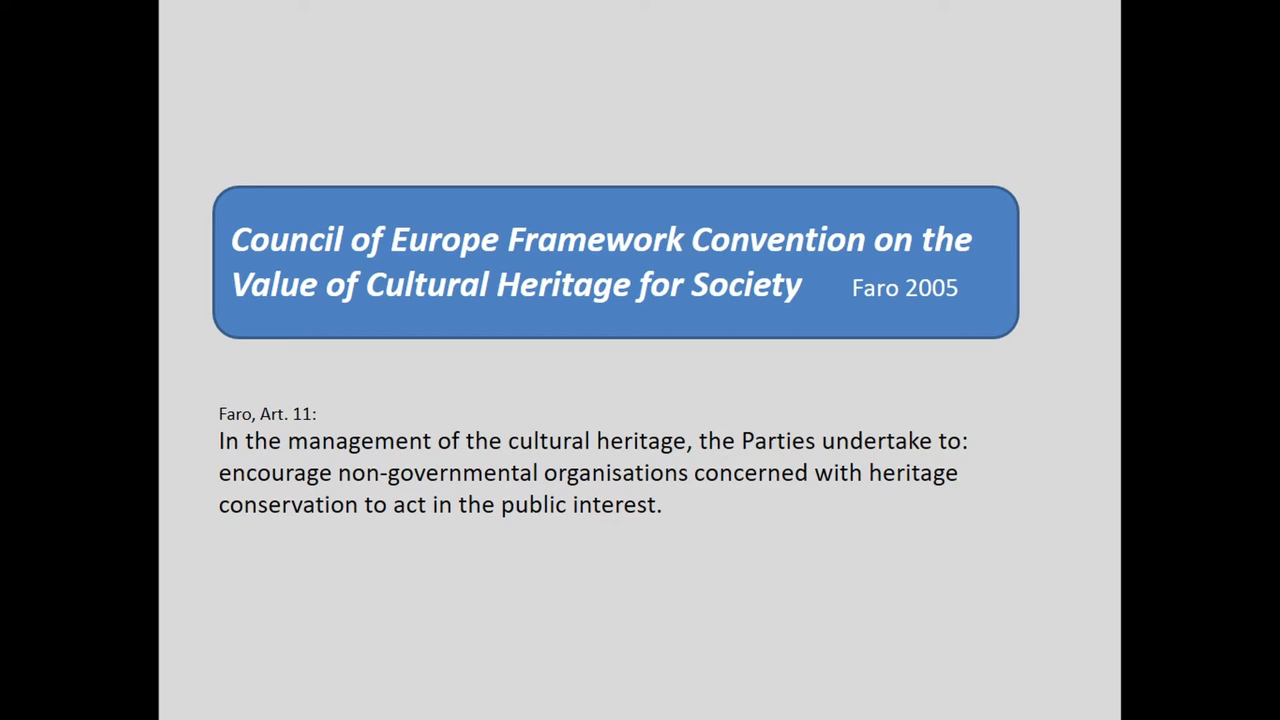 Council of Europe Framework Convention on the
Value of Cultural Heritage for Society Faro 2005
Faro, Art. 11:
In the management of the cultural heritage, the Parties undertake to:
encourage non-governmental organisations concerned with heritage
conservation to act in the public interest.